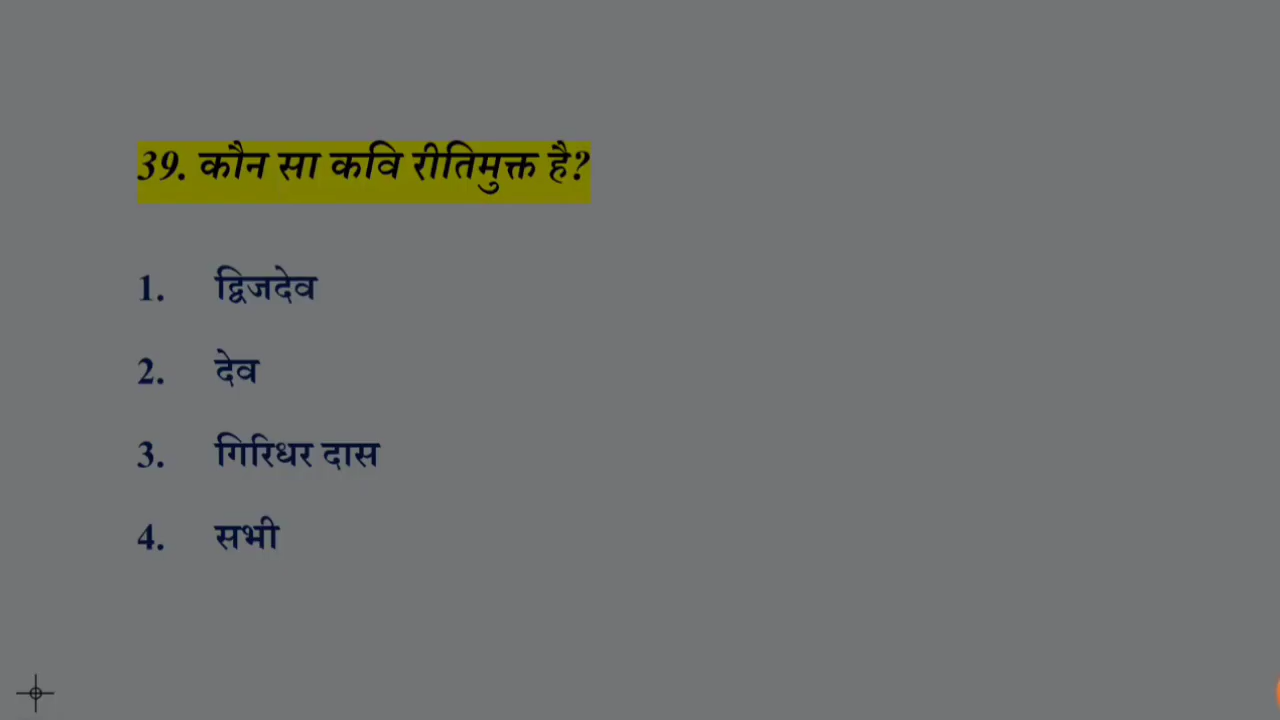 39. कौन सा कवि रीतिमुक्त है?
1. द्विजदेव
2. देव
3. गिरिधर दास
4. सभी